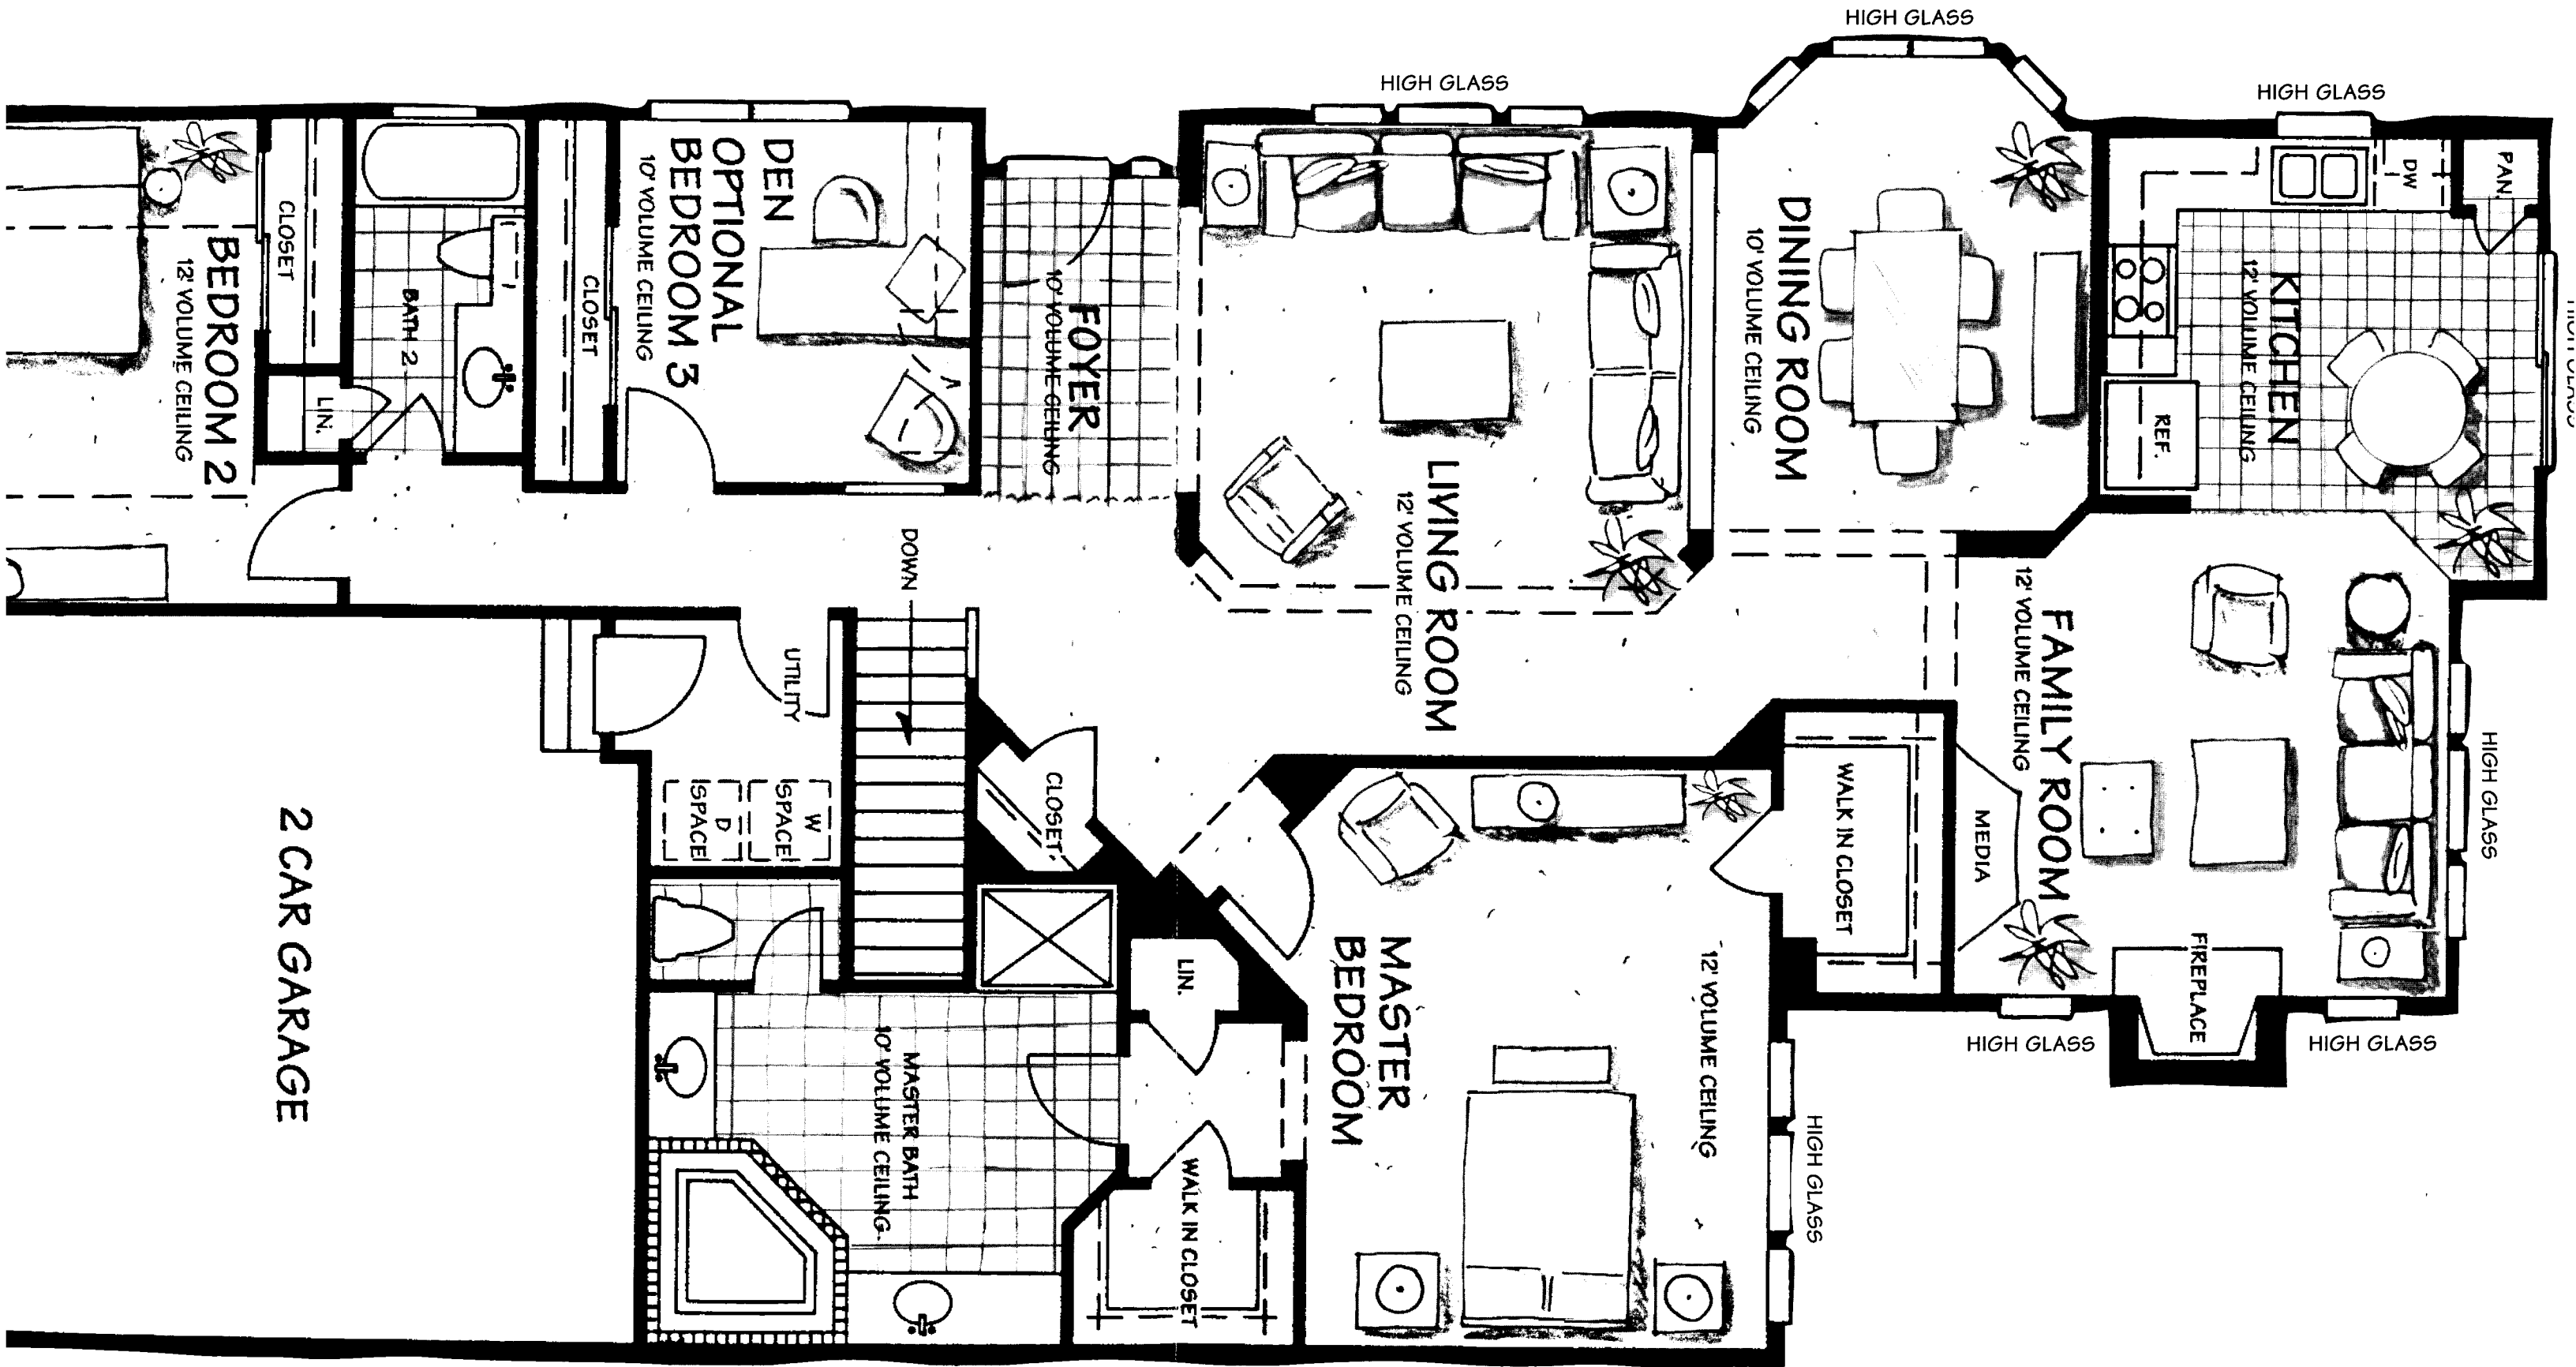 HIGH GLASS
HIGH GLASS
HIGH GLASS
BEDROOM 2
12' VOLUME CEILING
CLOSET
LIN.
BATH 2
CLOSET
DEN
OPTIONAL
BEDROOM 3
10' VOLUME CEILING
FOYER
10' VOLUME CEILING
LIVING ROOM
12' VOLUME CEILING
DINING ROOM
10' VOLUME CEILING
KITCHEN
12' VOLUME CEILING
DW
PAN.
REF.
HIGH GLASS
FAMILY ROOM
12' VOLUME CEILING
MEDIA
FIREPLACE
HIGH GLASS
HIGH GLASS
HIGH GLASS
DOWN
UTILITY
W
SPACE
D
SPACE
CLOSET
LIN.
WALK IN CLOSET
MASTER
BEDROOM
12' VOLUME CEILING
HIGH GLASS
MASTER BATH
10' VOLUME CEILING
WALK IN CLOSET
2 CAR GARAGE